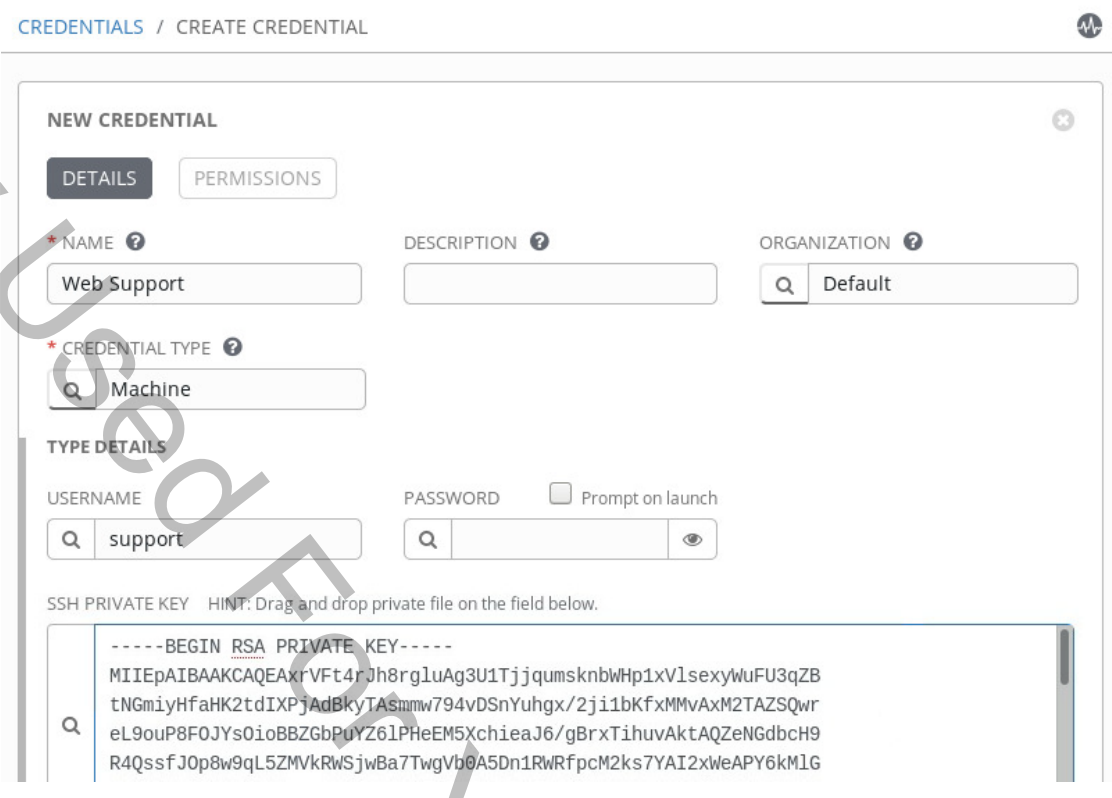 CREDENTIALS / CREATE CREDENTIAL
NEW CREDENTIAL
DETAILS PERMISSIONS
* NAME ? DESCRIPTION ? ORGANIZATION ?
Web Support Default
* CREDENTIAL TYPE ?
Machine
TYPE DETAILS
USERNAME PASSWORD Prompt on launch
support
SSH PRIVATE KEY HINT: Drag and drop private file on the field below.
-----BEGIN RSA PRIVATE KEY-----
MIIEpAIBAAKCAQEAxrVFt4rJh8rgluAg3U1TjjqumsknbWHp1xVlsexyWuFU3qZB
tNGmiyHfaHK2tdIXPjAdBkyTAsmmw794vDSnYuhgx/2ji1bKfxMMvAxM2TAZSQwr
eL9ouP8FOJYsOioBBZGbPuYZ6lPHeEM5XchieaJ6/gBrxTihuvAktAQZeNGdbcH9
R4QssfJOp8w9qL5ZMVkRWSjwBa7TwgVb0A5Dn1RWRfpcM2ks7YAI2xWeAPY6kMlG
Used For